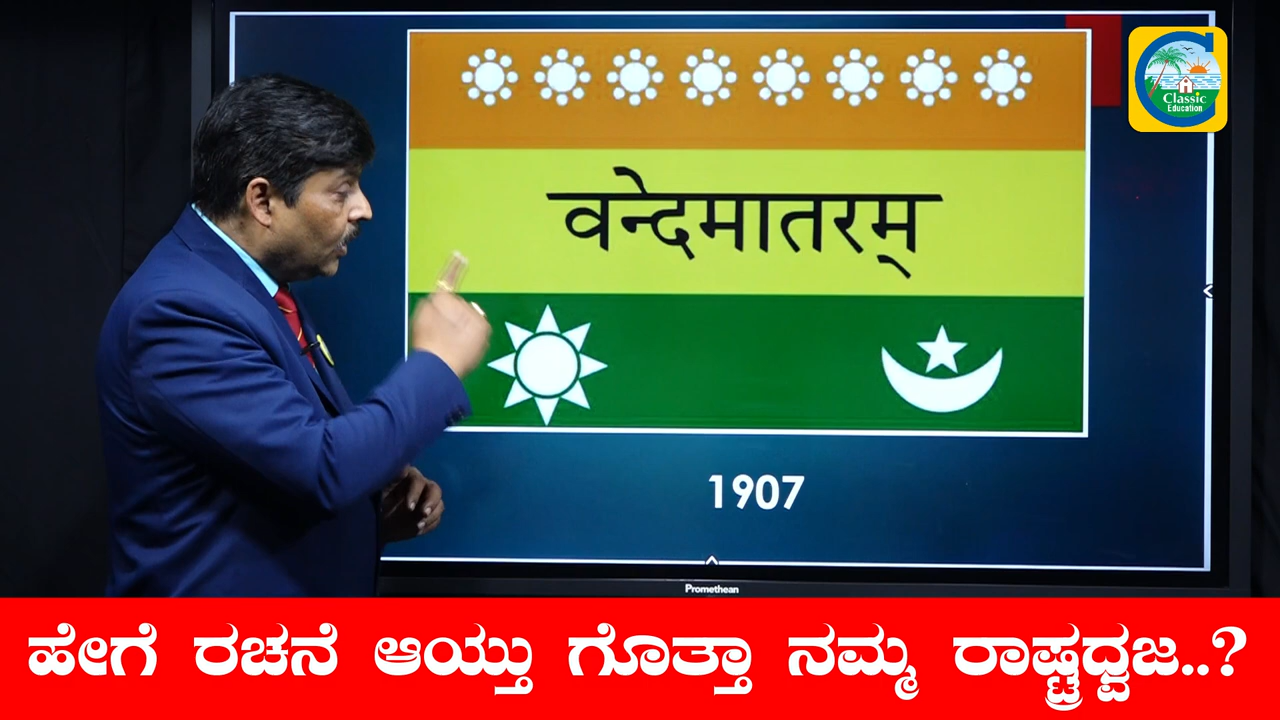 Classic
Education
वन्देमातरम्
1907
Promethean
ಹೇಗೆ ರಚನೆ ಆಯ್ತು ಗೊತ್ತಾ ನಮ್ಮ ರಾಷ್ಟ್ರಧ್ವಜ..?